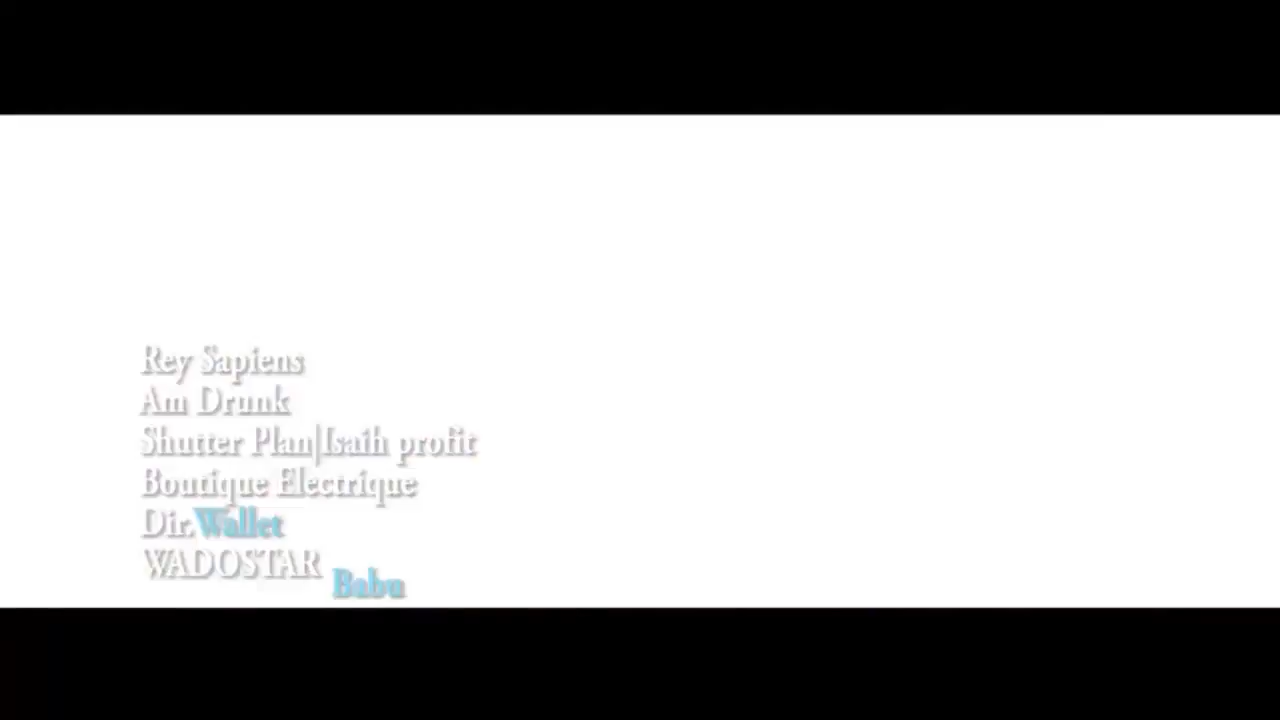 Rey Sapiens
Am Drunk
Shutter Plan|Isaih profit
Boutique Electrique
Dir.Wallet
WADOSTAR
Babu